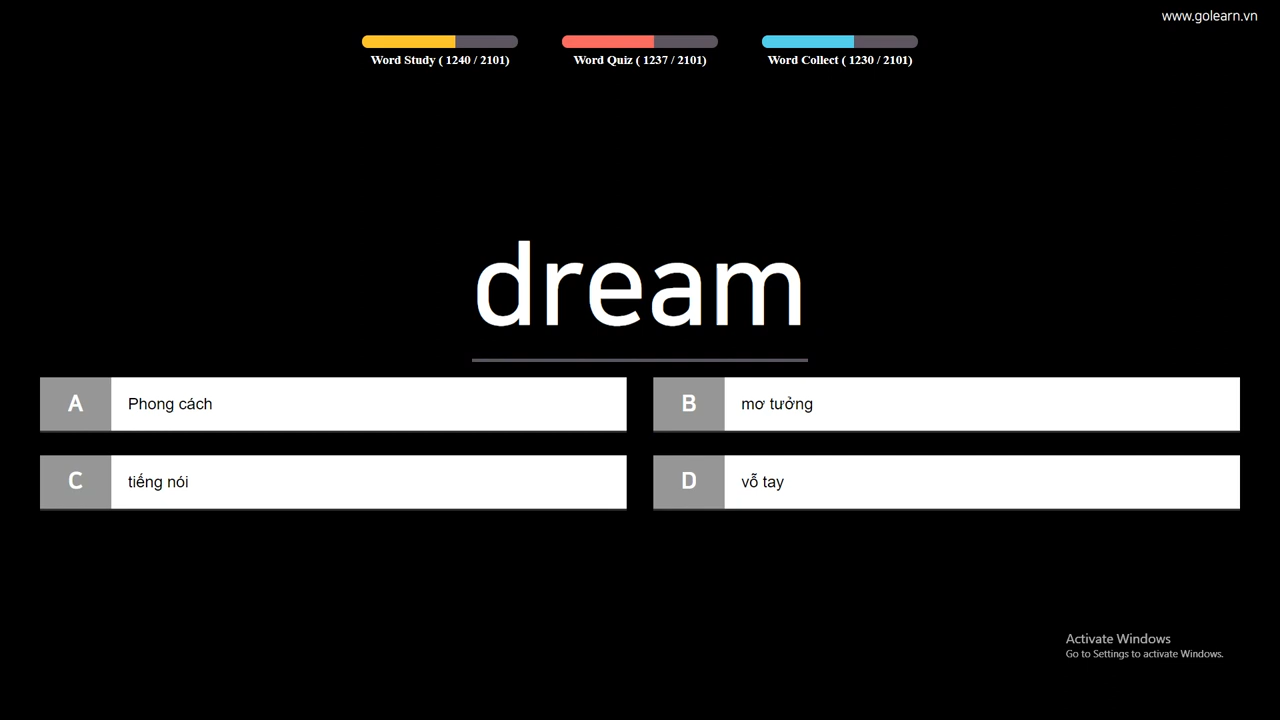 www.golearn.vn
Word Study ( 1240 / 2101)
Word Quiz ( 1237 / 2101)
Word Collect ( 1230 / 2101)
dream
A Phong cách
B mơ tưởng
C tiếng nói
D vỗ tay
Activate Windows
Go to Settings to activate Windows.